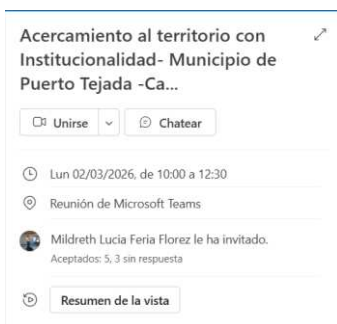 Acercamiento al territorio con
Institucionalidad- Municipio de
Puerto Tejada -Ca...
Unirse
Chatear
Lun 02/03/2026, de 10:00 a 12:30
Reunión de Microsoft Teams
Mildreth Lucia Feria Florez le ha invitado.
Aceptados: 5, 3 sin respuesta
Resumen de la vista